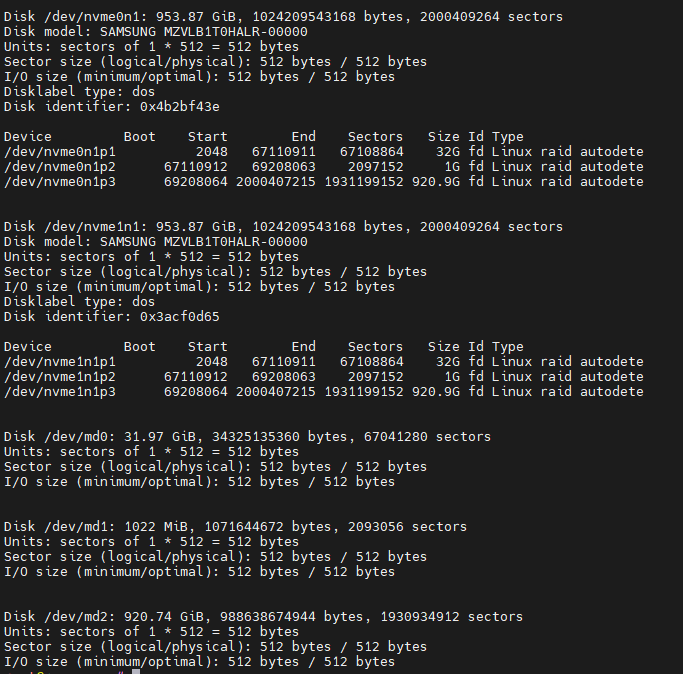 Disk /dev/nvme0n1: 953.87 GiB, 1024209543168 bytes, 2000409264 sectors
Disk model: SAMSUNG MZVLB1T0HALR-00000
Units: sectors of 1 * 512 = 512 bytes
Sector size (logical/physical): 512 bytes / 512 bytes
I/O size (minimum/optimal): 512 bytes / 512 bytes
Disklabel type: dos
Disk identifier: 0x4b2bf43e
Device Boot Start End Sectors Size Id Type
/dev/nvme0n1p1 2048 67110911 67108864 32G fd Linux raid autodete
/dev/nvme0n1p2 67110912 69208063 2097152 1G fd Linux raid autodete
/dev/nvme0n1p3 69208064 2000407215 1931199152 920.9G fd Linux raid autodete
Disk /dev/nvme1n1: 953.87 GiB, 1024209543168 bytes, 2000409264 sectors
Disk model: SAMSUNG MZVLB1T0HALR-00000
Units: sectors of 1 * 512 = 512 bytes
Sector size (logical/physical): 512 bytes / 512 bytes
I/O size (minimum/optimal): 512 bytes / 512 bytes
Disklabel type: dos
Disk identifier: 0x3acf0d65
Device Boot Start End Sectors Size Id Type
/dev/nvme1n1p1 2048 67110911 67108864 32G fd Linux raid autodete
/dev/nvme1n1p2 67110912 69208063 2097152 1G fd Linux raid autodete
/dev/nvme1n1p3 69208064 2000407215 1931199152 920.9G fd Linux raid autodete
Disk /dev/md0: 31.97 GiB, 34325135360 bytes, 67041280 sectors
Units: sectors of 1 * 512 = 512 bytes
Sector size (logical/physical): 512 bytes / 512 bytes
I/O size (minimum/optimal): 512 bytes / 512 bytes
Disk /dev/md1: 1022 MiB, 1071644672 bytes, 2093056 sectors
Units: sectors of 1 * 512 = 512 bytes
Sector size (logical/physical): 512 bytes / 512 bytes
I/O size (minimum/optimal): 512 bytes / 512 bytes
Disk /dev/md2: 920.74 GiB, 988638674944 bytes, 1930934912 sectors
Units: sectors of 1 * 512 = 512 bytes
Sector size (logical/physical): 512 bytes / 512 bytes
I/O size (minimum/optimal): 512 bytes / 512 bytes